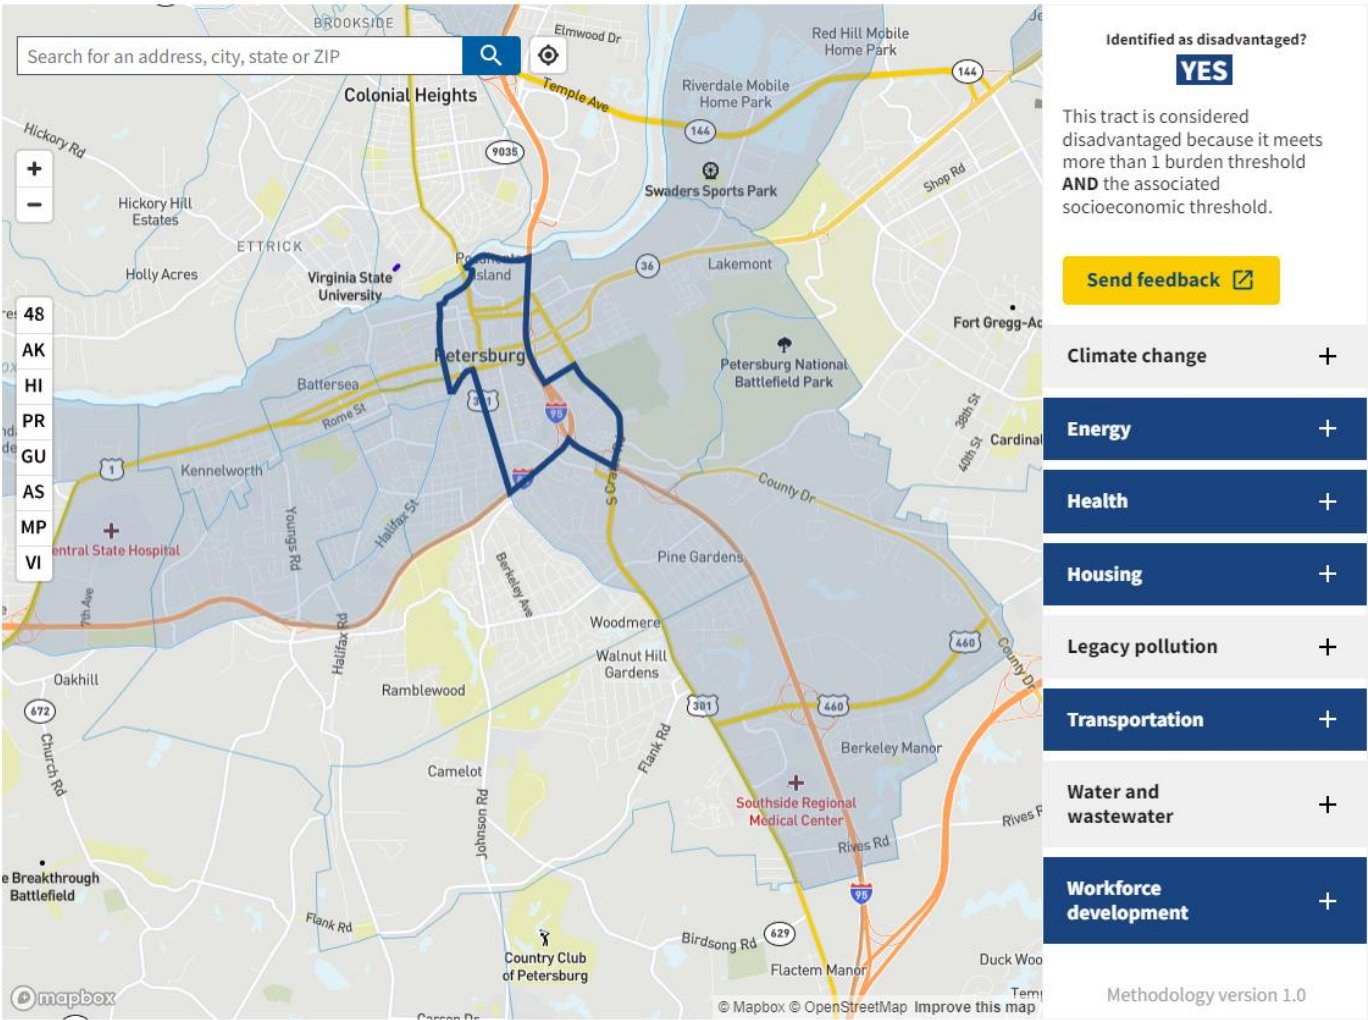 BROOKSIDE
Elmwood Dr
Red Hill Mobile
Home Park
Search for an address, city, state or ZIP
144
Temple Ave
Riverdale Mobile
Home Park
Colonial Heights
144
Hickory Rd
9035
+
−
Swaders Sports Park
Shop Rd
Hickory Hill
Estates
ETTRICK
Holly Acres
Virginia State
University
Island
36
Lakemont
Fort Gregg-Ad
48
AK
HI
PR
GU
AS
MP
VI
Petersburg
Petersburg National
Battlefield Park
Battersea
Rome St
95
38th St
40th St
Cardinal
1
Kennelworth
County Dr
Youngs Rd
Halifax St
entral State Hospital
Pine Gardens
Berkeley Ave
7th Ave
Halifax Rd
Woodmere
Walnut Hill
Gardens
460
County Dr
Oakhill
672
Ramblewood
301
460
Church Rd
Flank Rd
Berkeley Manor
Camelot
Southside Regional
Medical Center
Johnson Rd
Rives Rd
Rives R
e Breakthrough
Battlefield
95
Flank Rd
629
Birdsong Rd
Country Club
of Petersburg
Flactem Manor
Duck Woo
mapbox
© Mapbox © OpenStreetMap Improve this map
Identified as disadvantaged?
YES
This tract is considered
disadvantaged because it meets
more than 1 burden threshold
AND the associated
socioeconomic threshold.
Send feedback
Climate change +
Energy +
Health +
Housing +
Legacy pollution +
Transportation +
Water and
wastewater +
Workforce
development +
Methodology version 1.0